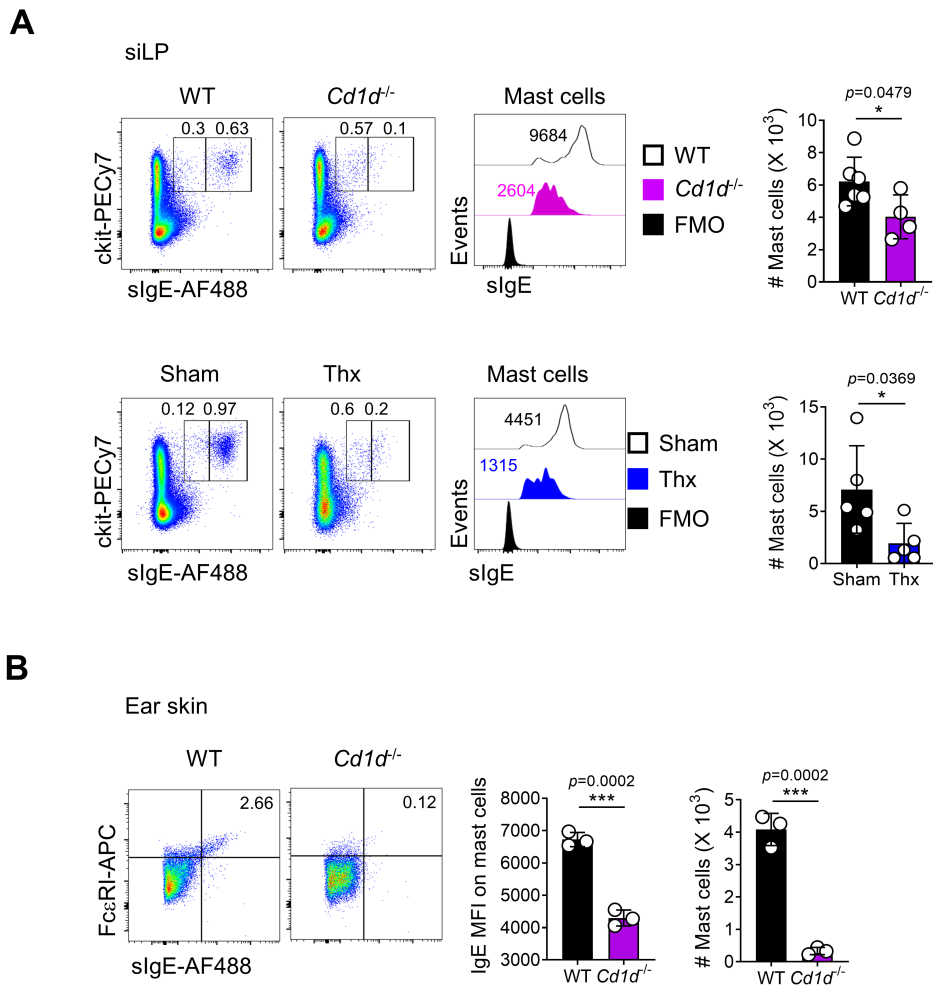 A
siLP
WT
Cd1d-/-
Mast cells
p=0.0479
*
0.3 0.63
0.57 0.1
9684
2604
WT
Cd1d-/-
FMO
ckit-PECy7
sIgE-AF488
Events
sIgE
# Mast cells (X 10³)
10
8
6
4
2
0
WT Cd1d-/-
Sham
Thx
Mast cells
p=0.0369
*
0.12 0.97
0.6 0.2
4451
1315
Sham
Thx
FMO
ckit-PECy7
sIgE-AF488
Events
sIgE
# Mast cells (X 10³)
15
10
5
0
Sham Thx
B
Ear skin
WT
Cd1d-/-
2.66
0.12
FcεRI-APC
sIgE-AF488
p=0.0002
***
IgE MFI on mast cells
8000
7000
6000
5000
4000
3000
WT Cd1d-/-
p=0.0002
***
# Mast cells (X 10³)
5
4
3
2
1
0
WT Cd1d-/-